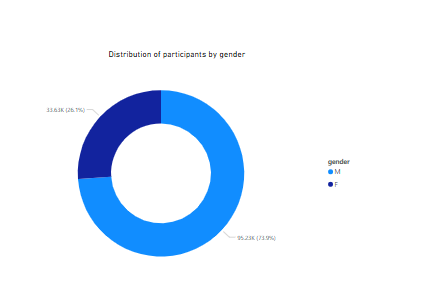 Distribution of participants by gender
33.63K (26.1%)
gender
M
F
95.23K (73.9%)